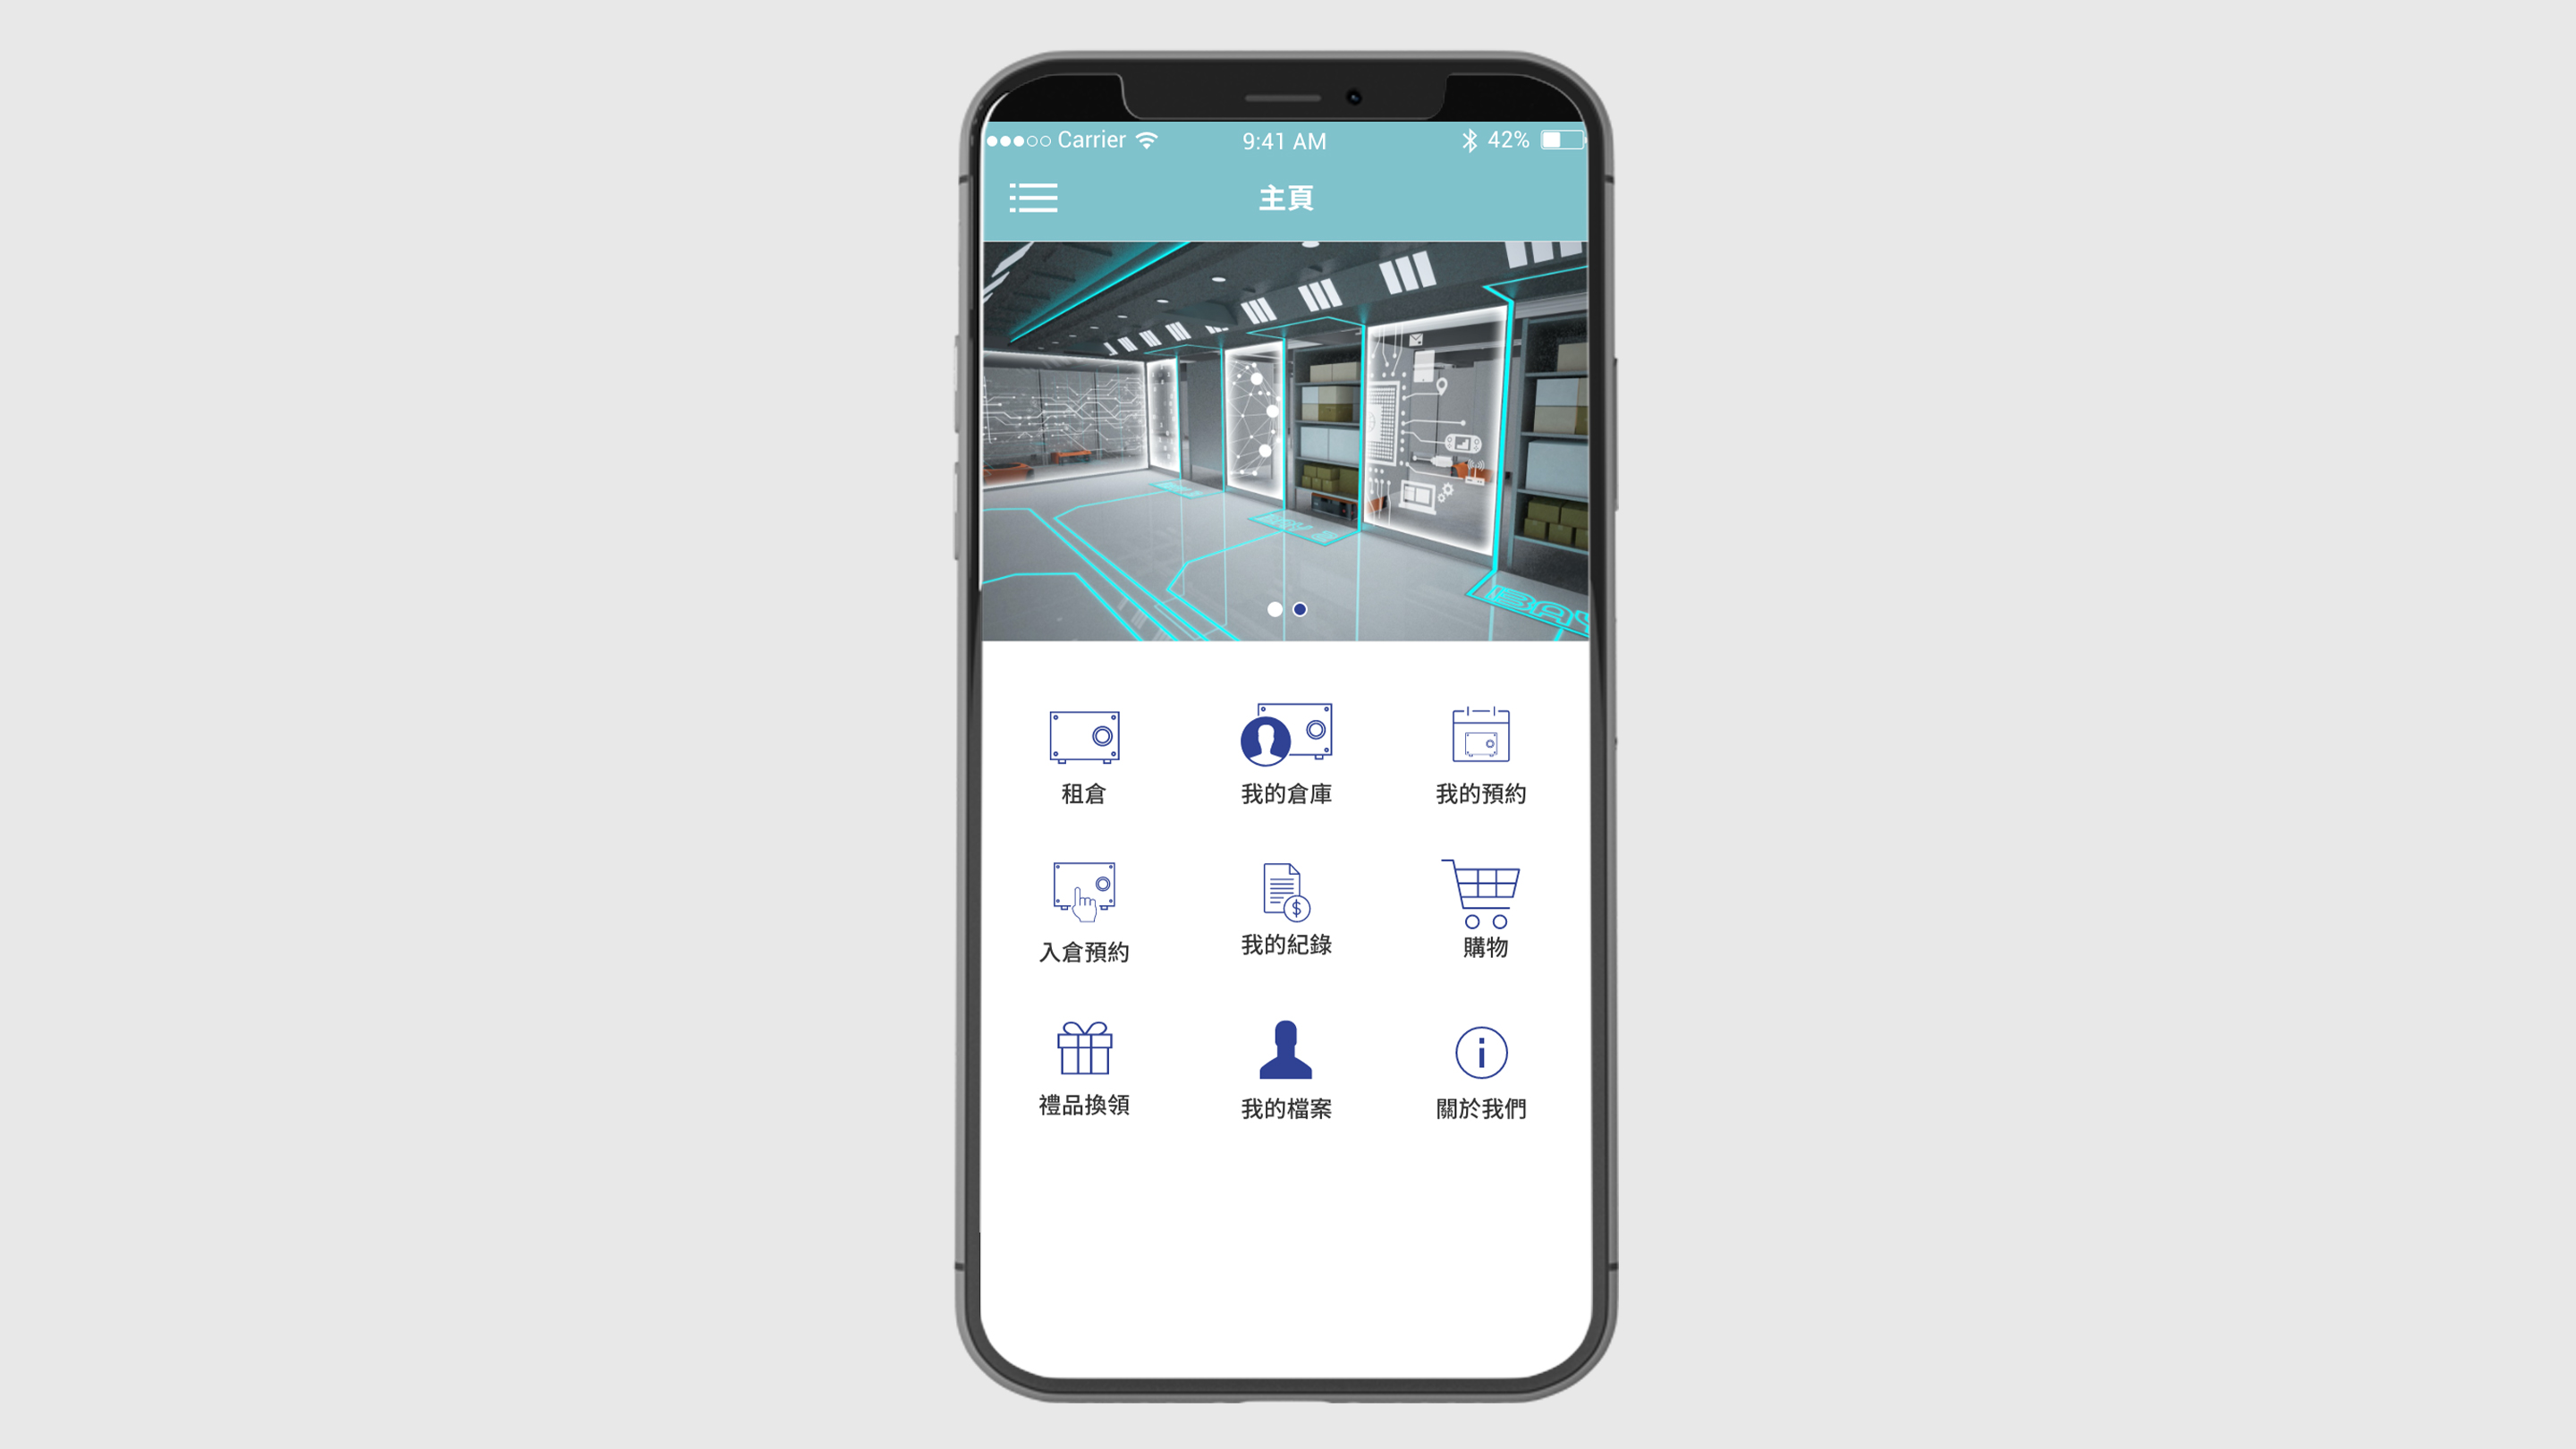 Carrier 9:41 AM 42%
主頁
BAY
租倉 我的倉庫 我的預約
入倉預約 我的紀錄 購物
禮品換領 我的檔案 關於我們